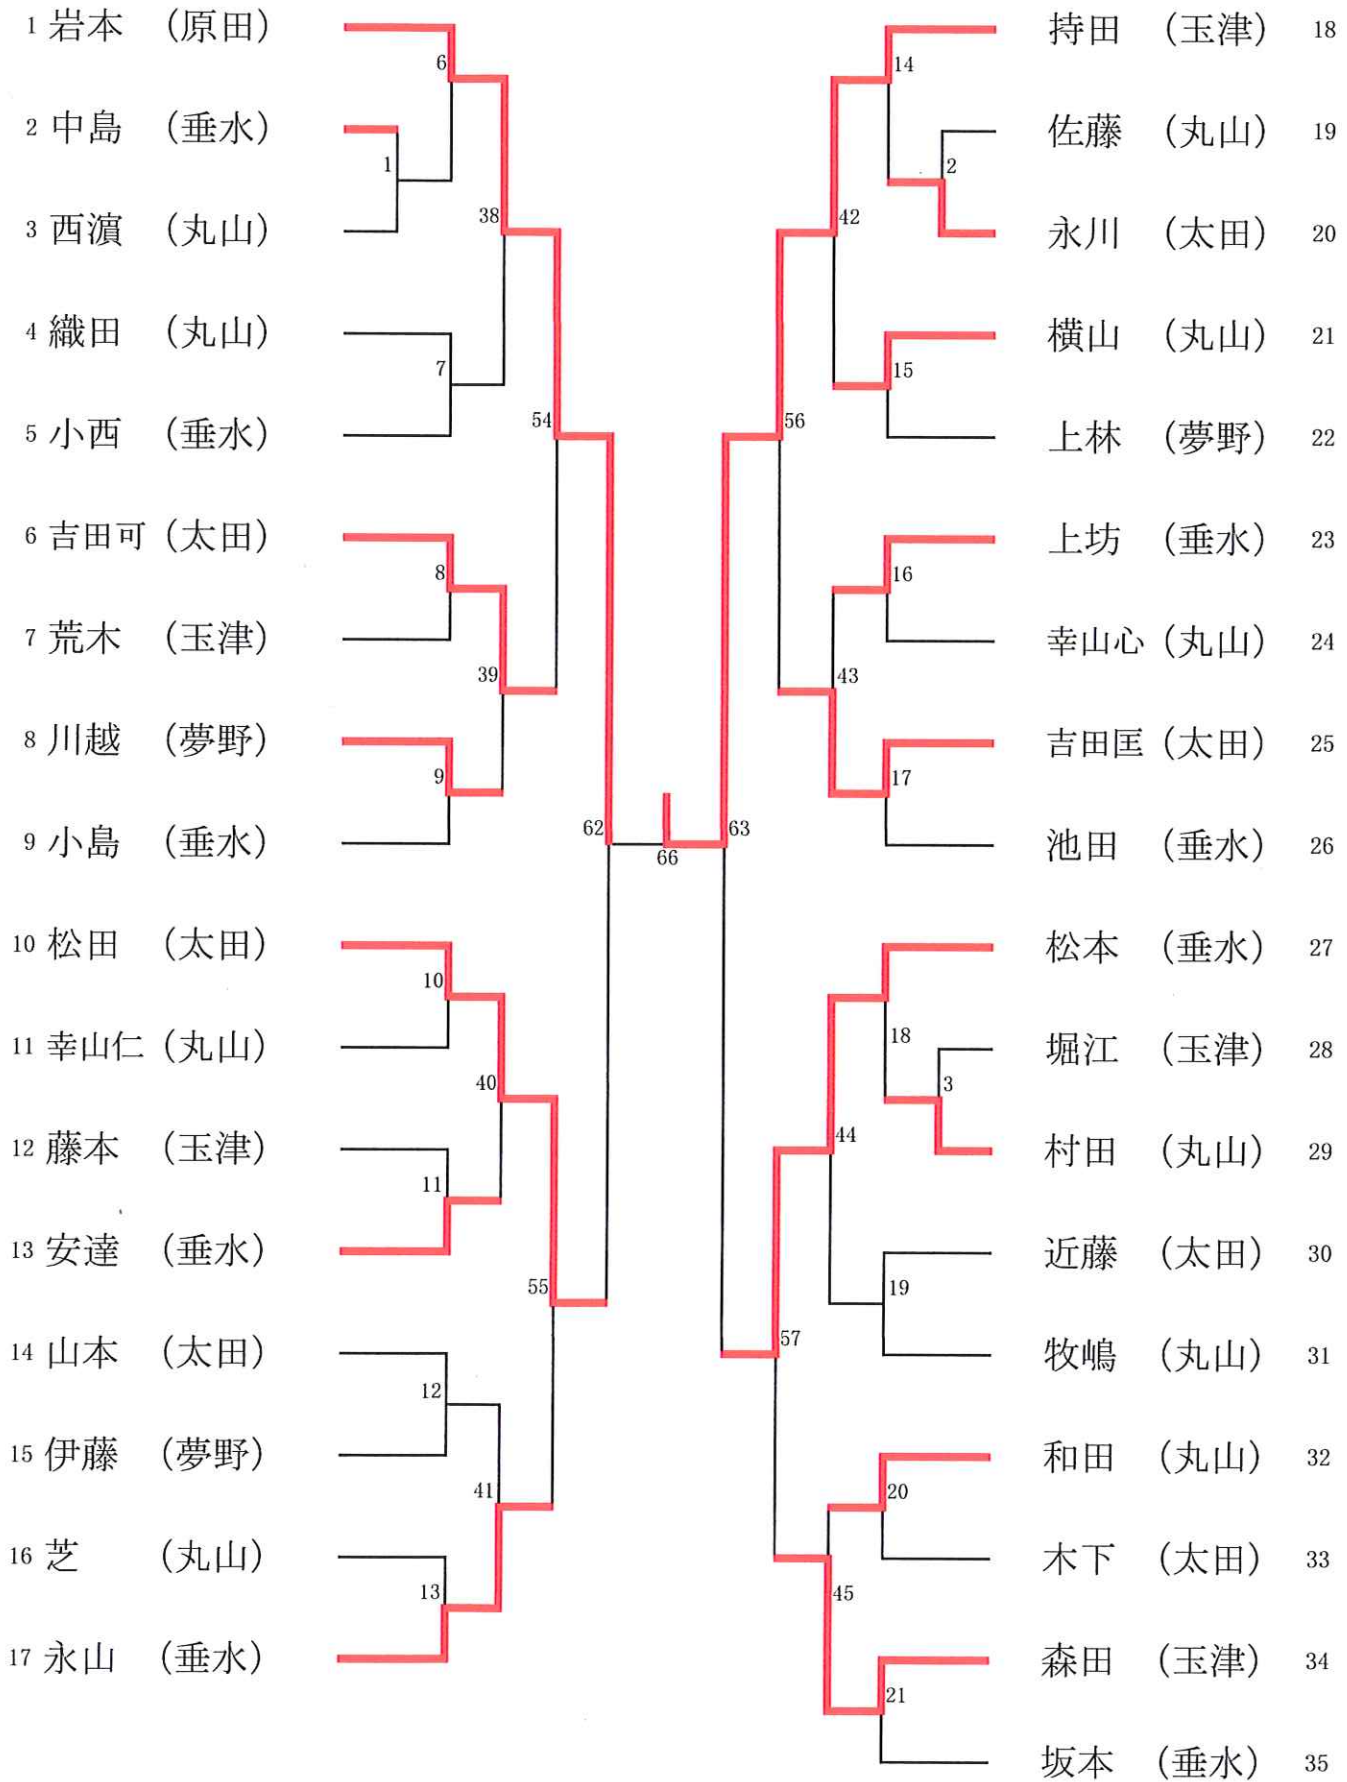 1 岩本 (原田)
2 中島 (垂水)
3 西濵 (丸山)
4 織田 (丸山)
5 小西 (垂水)
6 吉田可 (太田)
7 荒木 (玉津)
8 川越 (夢野)
9 小島 (垂水)
10 松田 (太田)
11 幸山仁 (丸山)
12 藤本 (玉津)
13 安達 (垂水)
14 山本 (太田)
15 伊藤 (夢野)
16 芝 (丸山)
17 永山 (垂水)
6
1
38
7
54
8
39
9
62
10
40
11
55
12
41
13
66
63
14
2
42
15
56
16
43
17
18
3
44
19
57
20
45
21
持田 (玉津) 18
佐藤 (丸山) 19
永川 (太田) 20
横山 (丸山) 21
上林 (夢野) 22
上坊 (垂水) 23
幸山心 (丸山) 24
吉田匡 (太田) 25
池田 (垂水) 26
松本 (垂水) 27
堀江 (玉津) 28
村田 (丸山) 29
近藤 (太田) 30
牧嶋 (丸山) 31
和田 (丸山) 32
木下 (太田) 33
森田 (玉津) 34
坂本 (垂水) 35